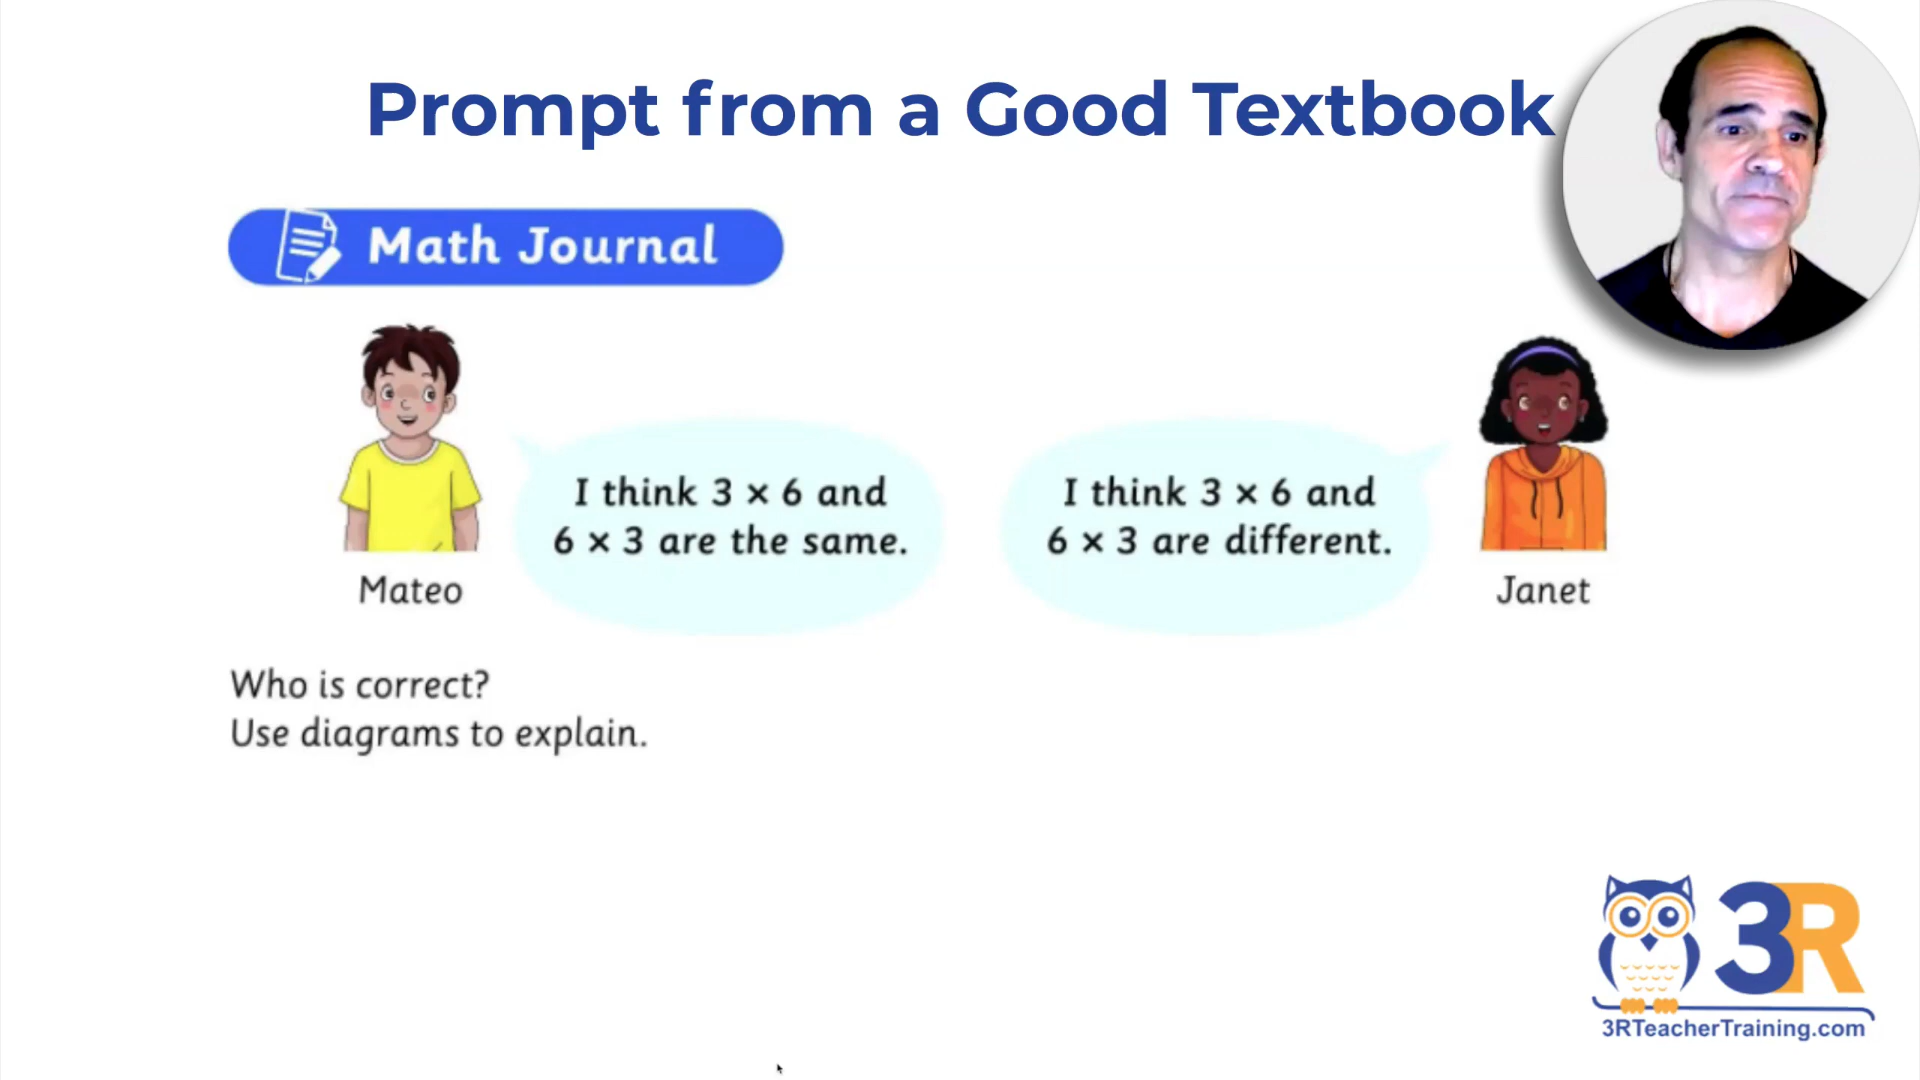 Prompt from a Good Textbook
Math Journal
I think 3 × 6 and
6 × 3 are the same.
I think 3 × 6 and
6 × 3 are different.
Mateo
Janet
Who is correct?
Use diagrams to explain.
3R
3RTeacherTraining.com